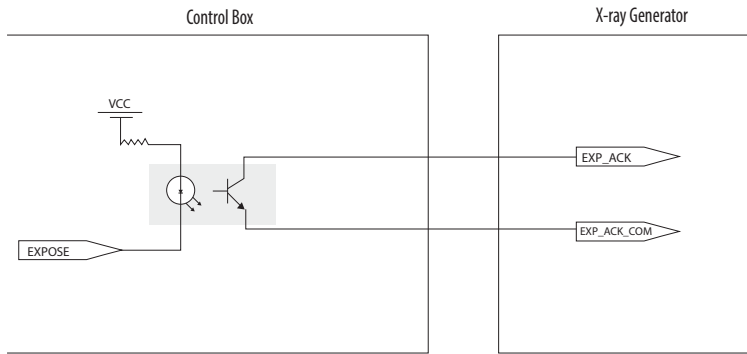 Control Box
X-ray Generator
VCC
EXP_ACK
EXPOSE
EXP_ACK_COM